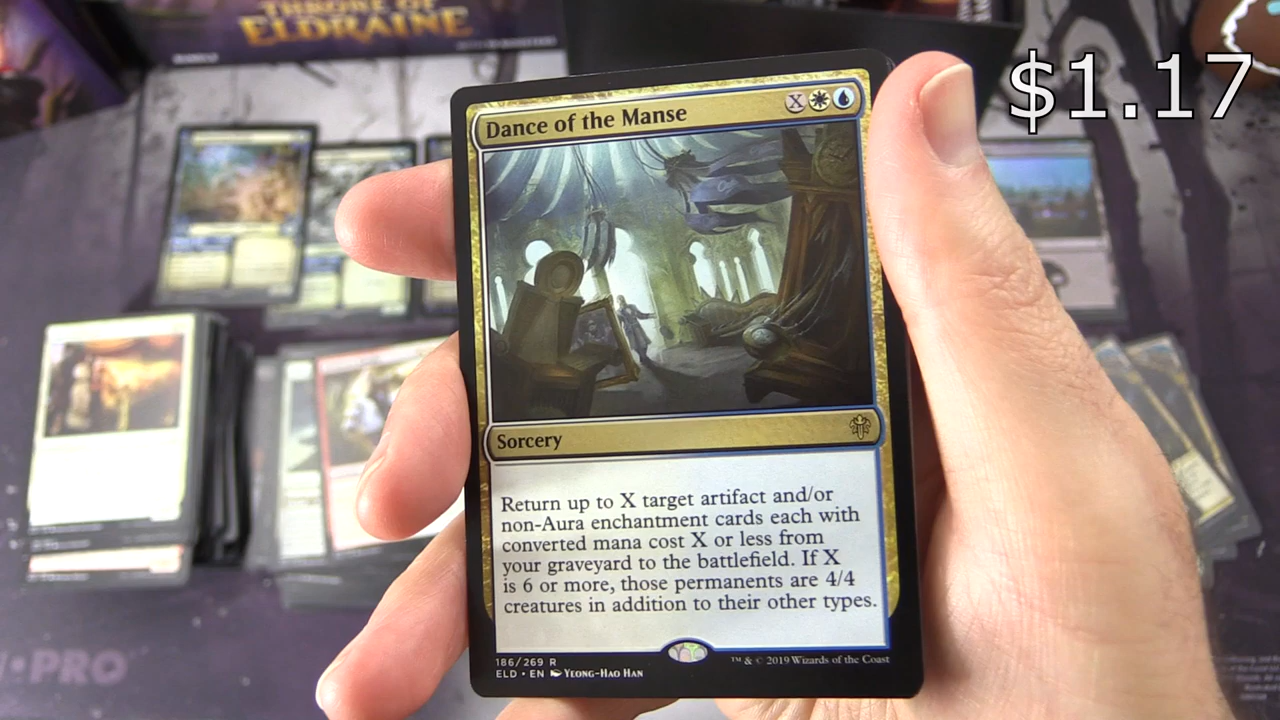 THRONE OF
ELDRAINE
$1.17
Dance of the Manse
X
Sorcery
Return up to X target artifact and/or
non-Aura enchantment cards each with
converted mana cost X or less from
your graveyard to the battlefield. If X
is 6 or more, those permanents are 4/4
creatures in addition to their other types.
186/269 R
ELD • EN YEONG-HAO HAN
™ & © 2019 Wizards of the Coast
PRO